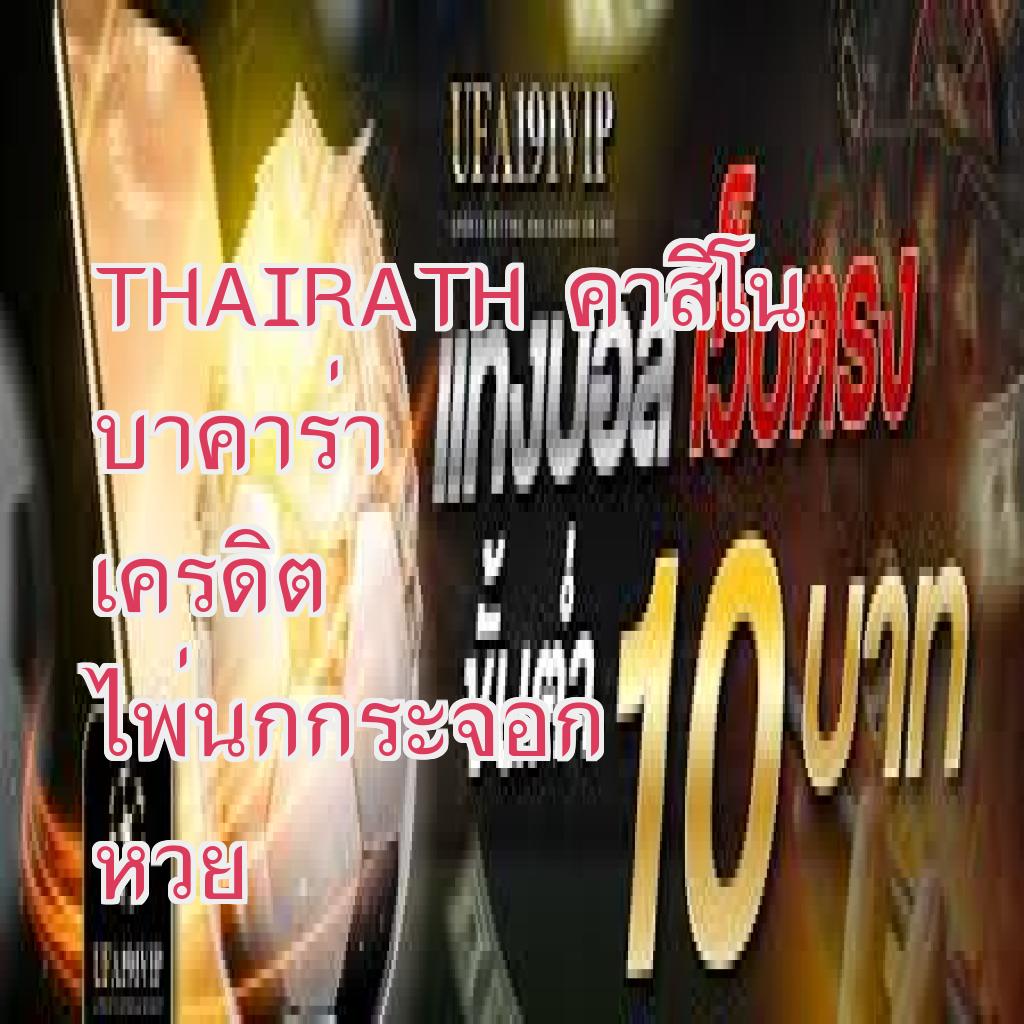 UFA191VIP
THAIRATH คาสิโน
แทงบอล เว็บตรง
บาคาร่า
เครดิต
ขั้นต่ำ 10 บาท
ไพ่นกกระจอก
หวย
UFA191VIP